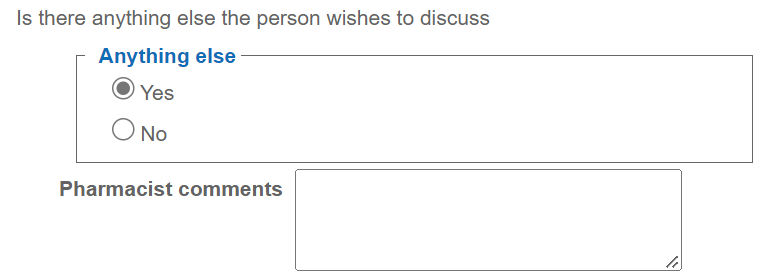 Is there anything else the person wishes to discuss
Anything else
Yes
No
Pharmacist comments